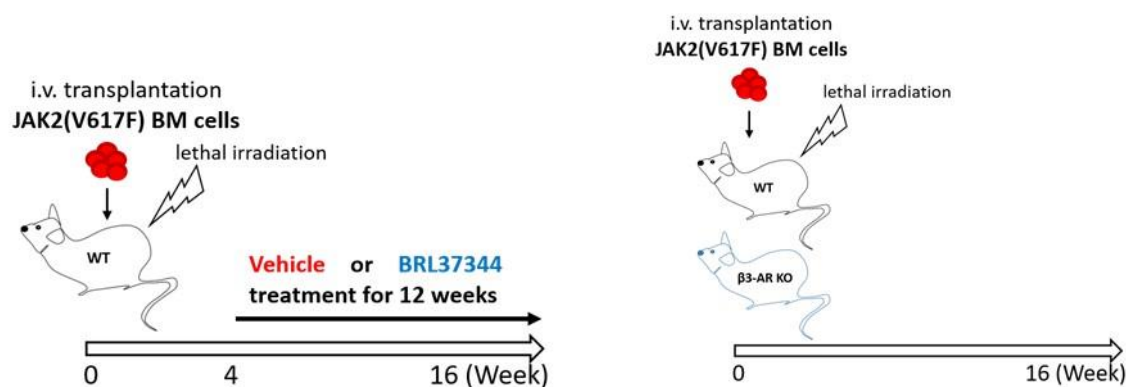 i.v. transplantation
JAK2(V617F) BM cells
lethal irradiation
WT
Vehicle or BRL37344
treatment for 12 weeks
0 4 16 (Week)
i.v. transplantation
JAK2(V617F) BM cells
lethal irradiation
WT
β3-AR KO
0 16 (Week)